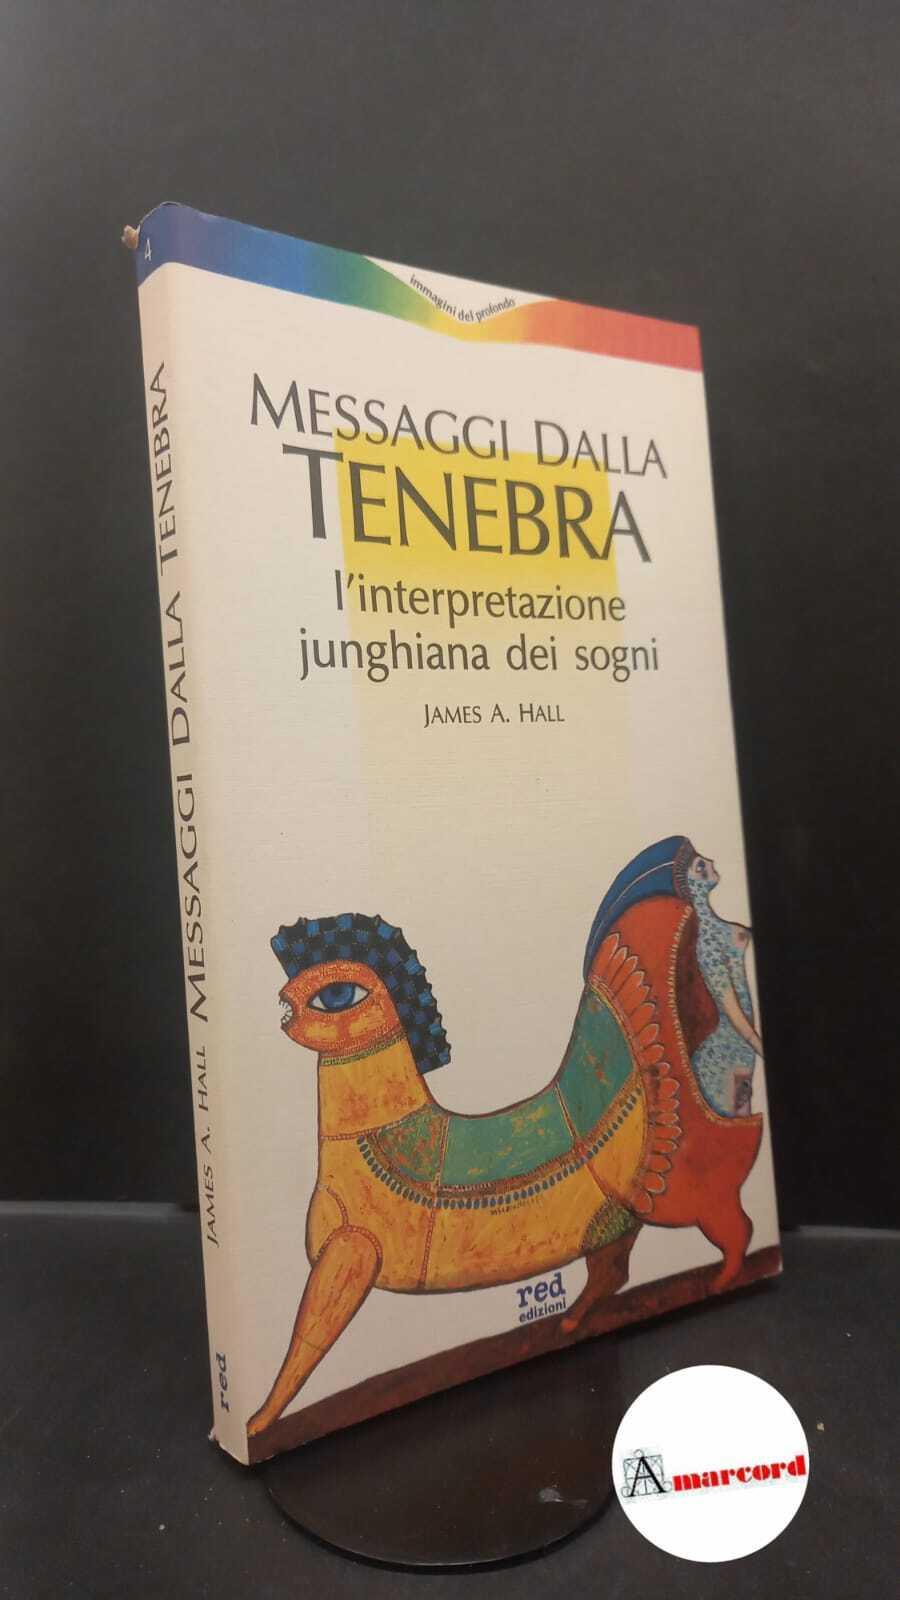 immagini del profondo
MESSAGGI DALLA
TENEBRA
l'interpretazione
junghiana dei sogni
JAMES A. HALL
red
edizioni
4
JAMES A. HALL MESSAGGI DALLA TENEBRA
red
Amarcord